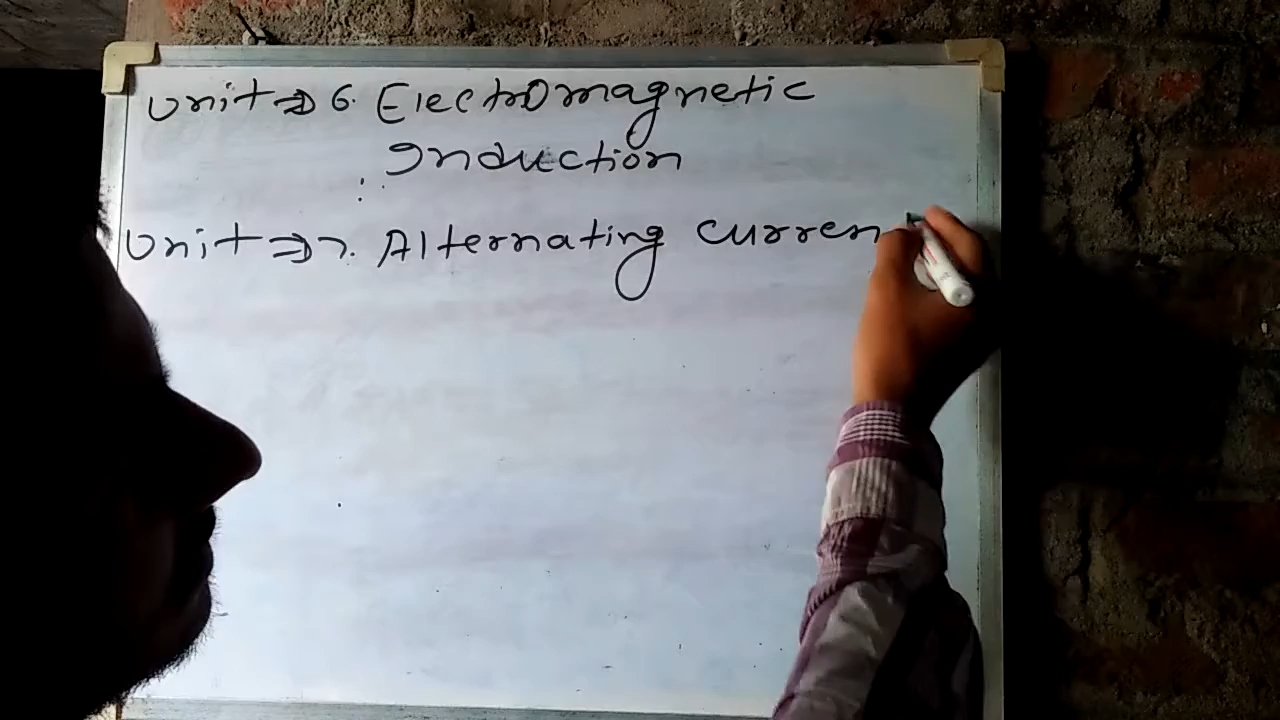 Unit ⇒ 6. Electromagnetic
Induction
Unit ⇒ 7. Alternating Curren